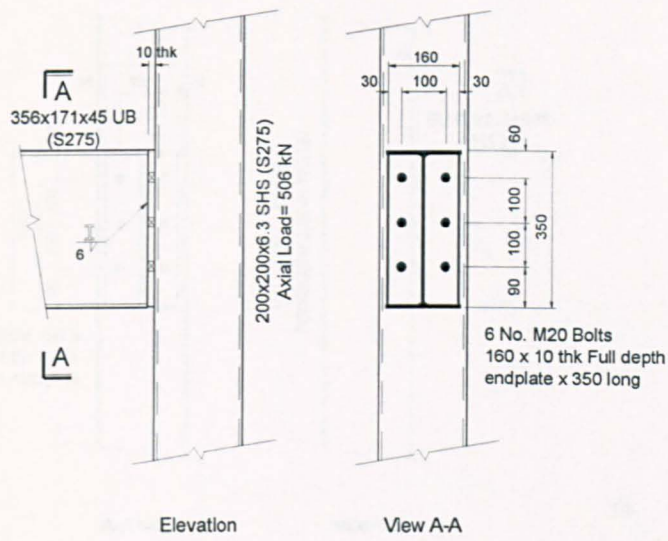 10 thk
A
356x171x45 UB
(S275)
6
A
200x200x6.3 SHS (S275)
Axial Load= 506 kN
Elevation
160
30
100
30
60
100
100
90
350
6 No. M20 Bolts
160 x 10 thk Full depth
endplate x 350 long
View A-A